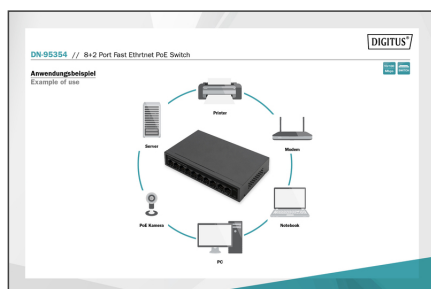 DIGITUS®
DN-95354 // 8+2 Port Fast Ethrtnet PoE Switch
Anwendungsbeispiel
Example of use
Printer
Server
Modem
PoE Kamera
Notebook
PC